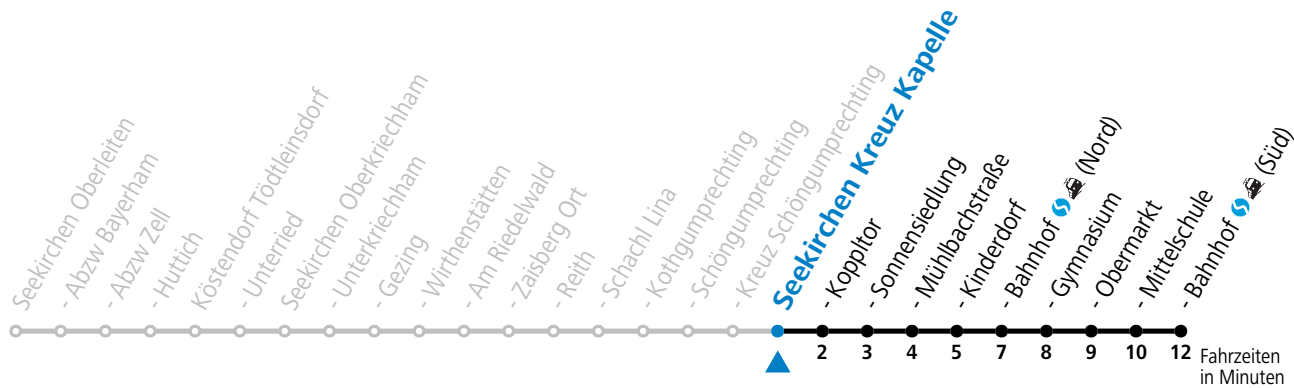 Seekirchen Oberleiten
- Abzw Bayerham
- Abzw Zell
- Huttich
Köstendorf Tödtleinsdorf
- Unterried
Seekirchen Oberkriechham
- Unterkriechham
- Gezing
- Wirthenstätten
- Am Riedelwald
- Zaisberg Ort
- Reith
- Schachl Lina
- Kothgumprechting
- Schöngumprechting
- Kreuz Schöngumprechting
Seekirchen Kreuz Kapelle
- Koppltor
- Sonnensiedlung
- Mühlbachstraße
- Kinderdorf
- Bahnhof S (Nord)
- Gymnasium
- Obermarkt
- Mittelschule
- Bahnhof S (Süd)
2 3 4 5 7 8 9 10 12
Fahrzeiten
in Minuten